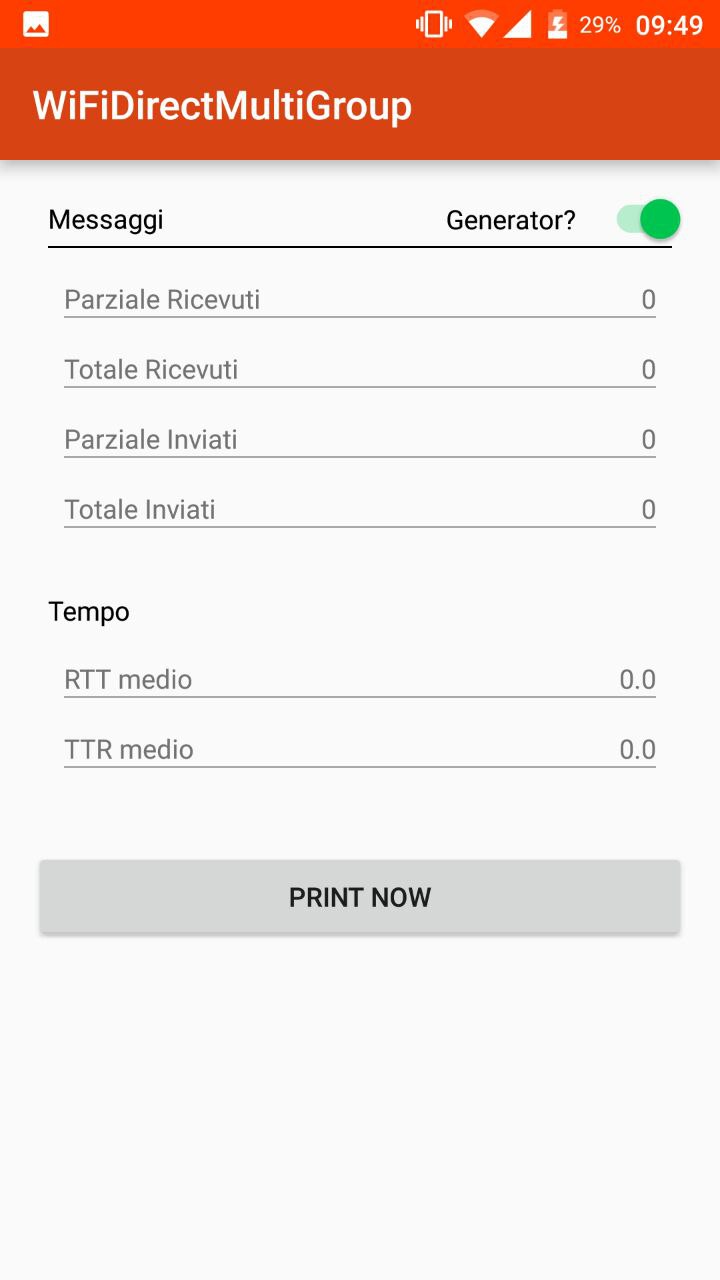 29% 09:49
WiFiDirectMultiGroup
Messaggi Generator?
Parziale Ricevuti 0
Totale Ricevuti 0
Parziale Inviati 0
Totale Inviati 0
Tempo
RTT medio 0.0
TTR medio 0.0
PRINT NOW